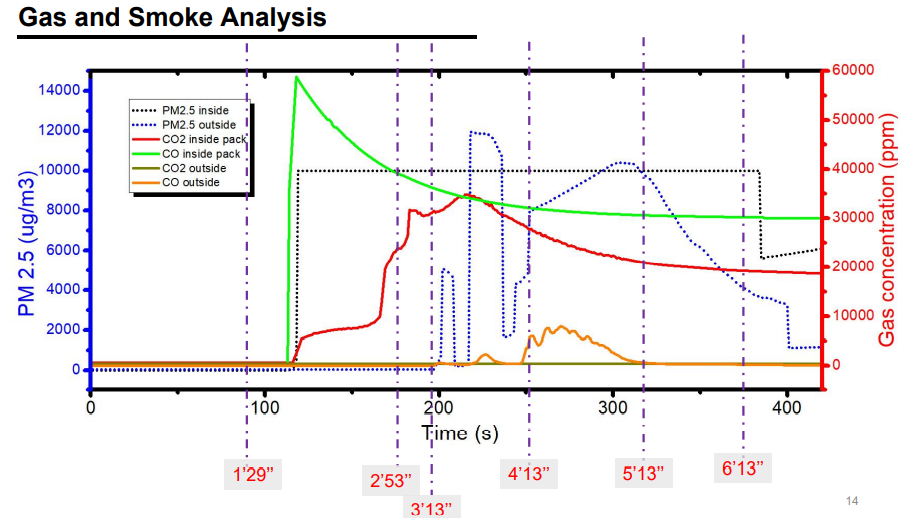 Gas and Smoke Analysis
14000
12000
10000
8000
6000
4000
2000
0
PM 2.5 (ug/m3)
PM2.5 inside
PM2.5 outside
CO2 inside pack
CO inside pack
CO2 outside
CO outside
60000
50000
40000
30000
20000
10000
0
Gas concentration (ppm)
0 100 200 300 400
Time (s)
1’29’’
2’53’’
3’13’’
4’13’’
5’13’’
6’13’’
14